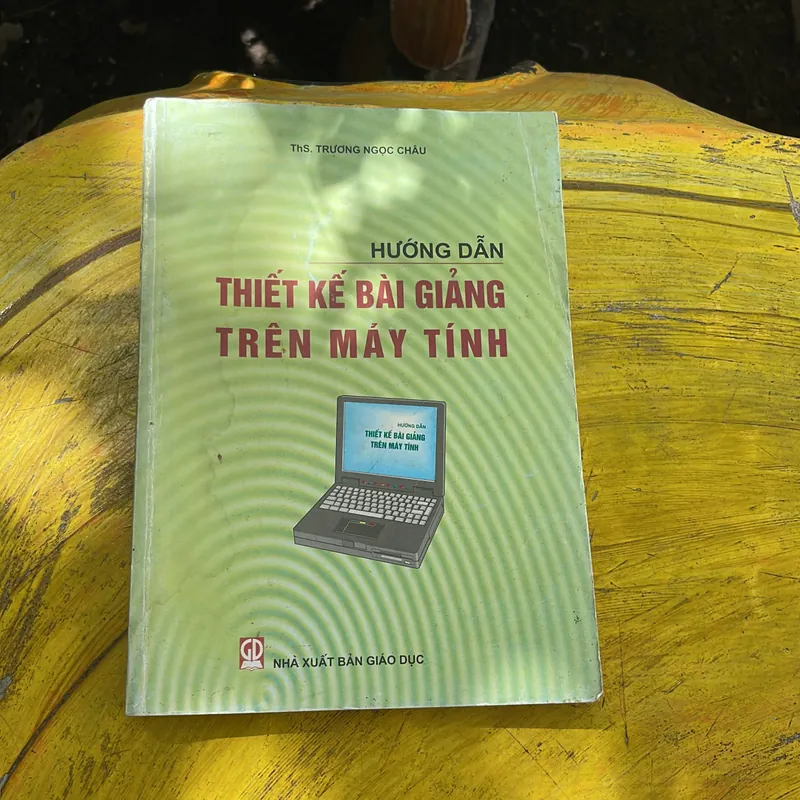 ThS. TRƯƠNG NGỌC CHÂU
HƯỚNG DẪN
THIẾT KẾ BÀI GIẢNG
TRÊN MÁY TÍNH
HƯỚNG DẪN
THIẾT KẾ BÀI GIẢNG
TRÊN MÁY TÍNH
GD
NHÀ XUẤT BẢN GIÁO DỤC